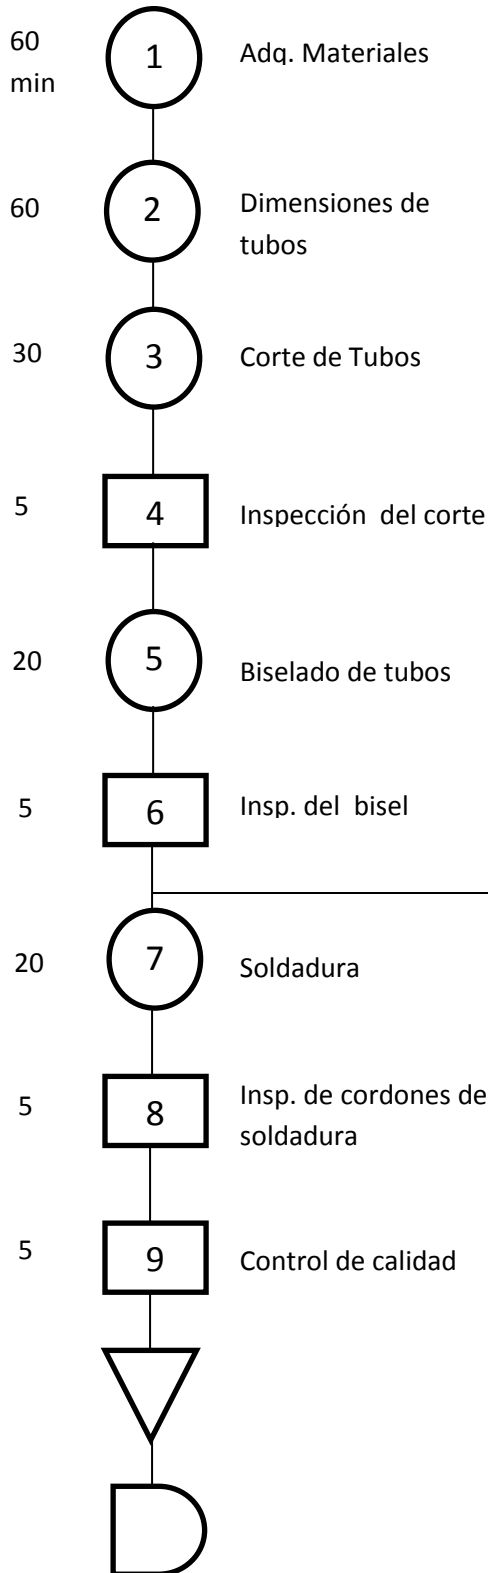 60
min
1
Adq. Materiales
60
2
Dimensiones de
tubos
30
3
Corte de Tubos
5
4
Inspección  del corte
20
5
Biselado de tubos
5
6
Insp. del  bisel
20
7
Soldadura
5
8
Insp. de cordones de
soldadura
5
9
Control de calidad